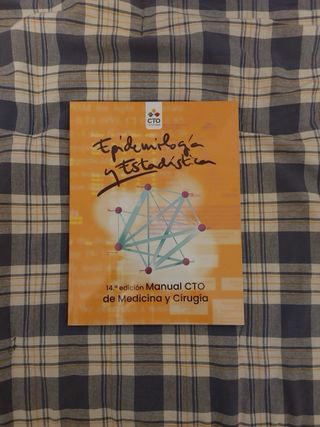 CTO
Epidemiología
y Estadística
14.ª edición Manual CTO
de Medicina y Cirugía